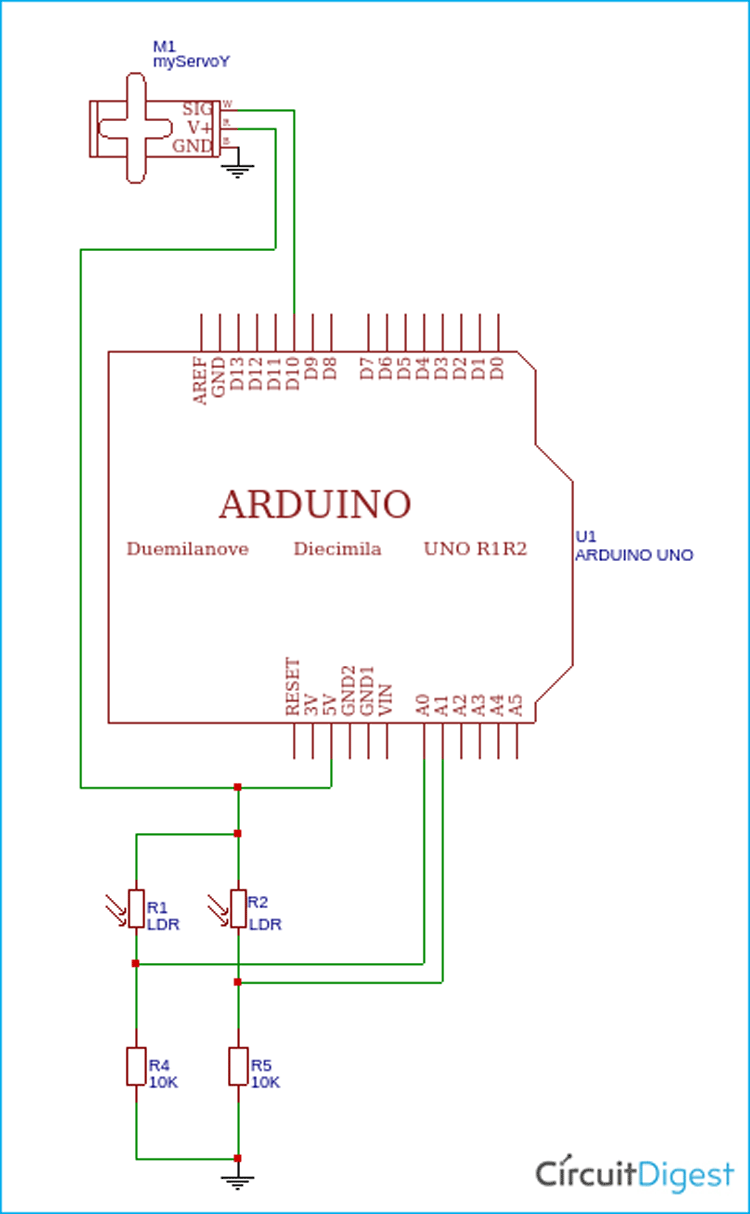 M1
myServoY
SIG
W
V+
R
GND
B
AREF
GND
D13
D12
D11
D10
D9
D8
D7
D6
D5
D4
D3
D2
D1
D0
ARDUINO
Duemilanove Diecimila UNO R1R2
U1
ARDUINO UNO
RESET
3V
5V
GND2
GND1
VIN
A0
A1
A2
A3
A4
A5
R1
LDR
R2
LDR
R4
10K
R5
10K
CircuitDigest